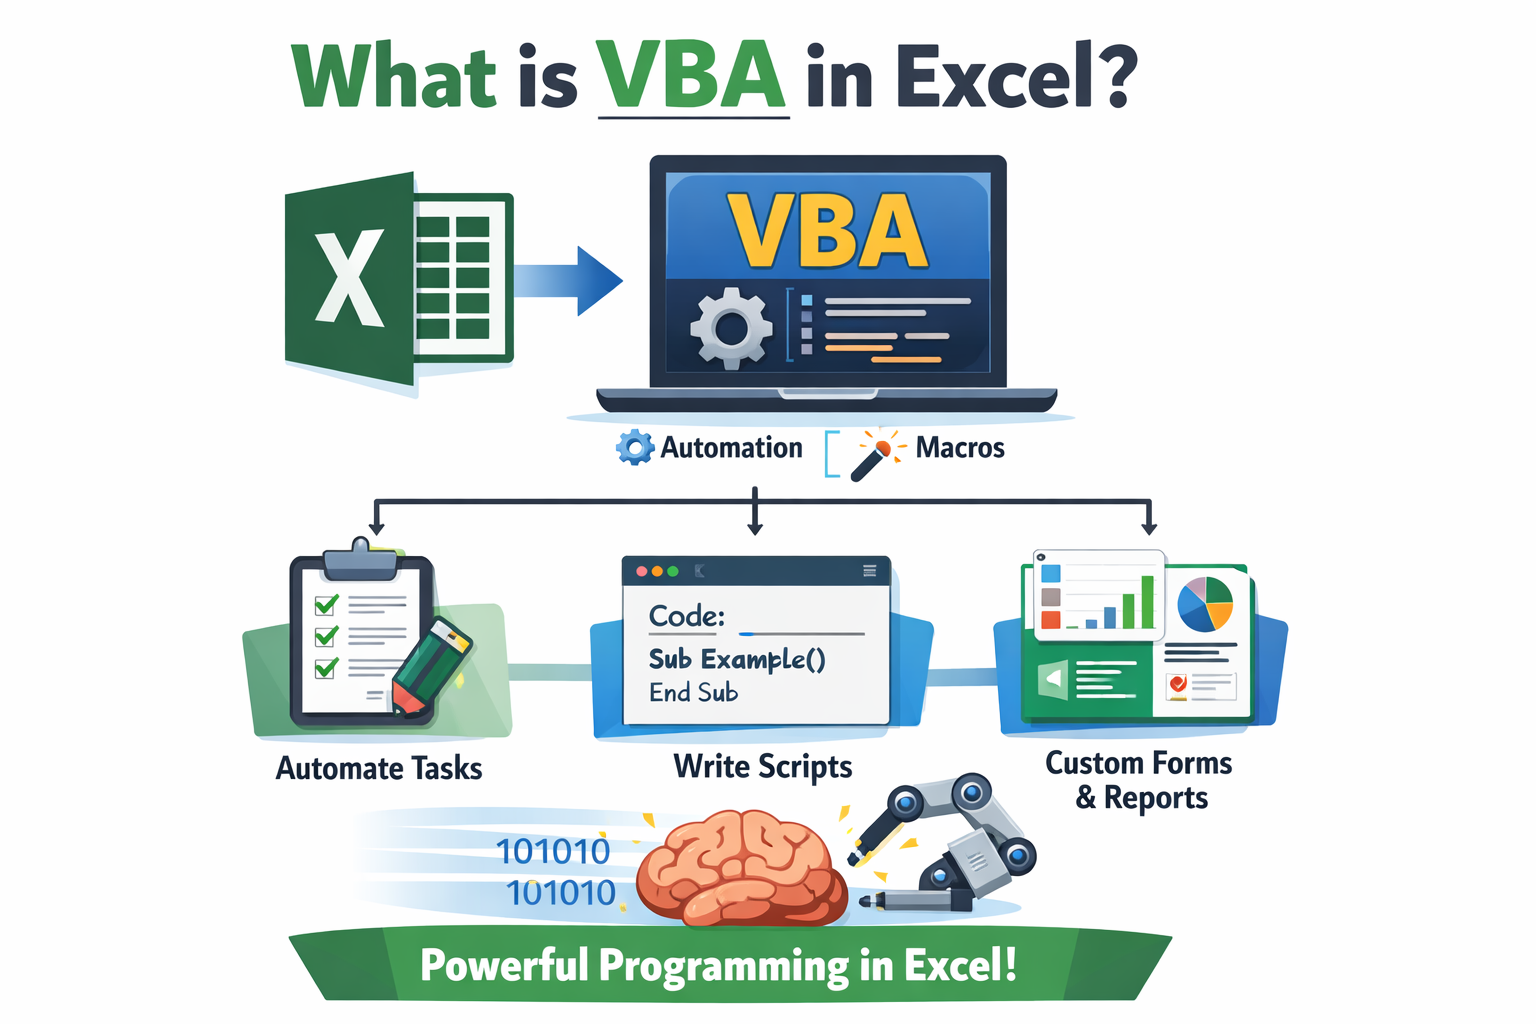 What is VBA in Excel?
X
VBA
Automation
Macros
Code:
Sub Example()
End Sub
Automate Tasks
Write Scripts
Custom Forms
& Reports
101010
101010
Powerful Programming in Excel!